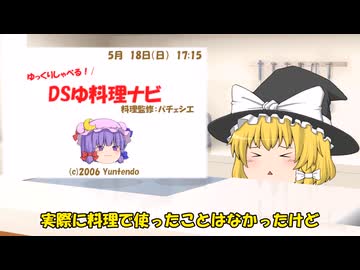 5月 18日(日) 17:15
ゆっくりしゃべる！
DSゆ料理ナビ
料理監修:パチェシエ
(c)2006 Yuntendo
実際に料理で使ったことはなかったけど